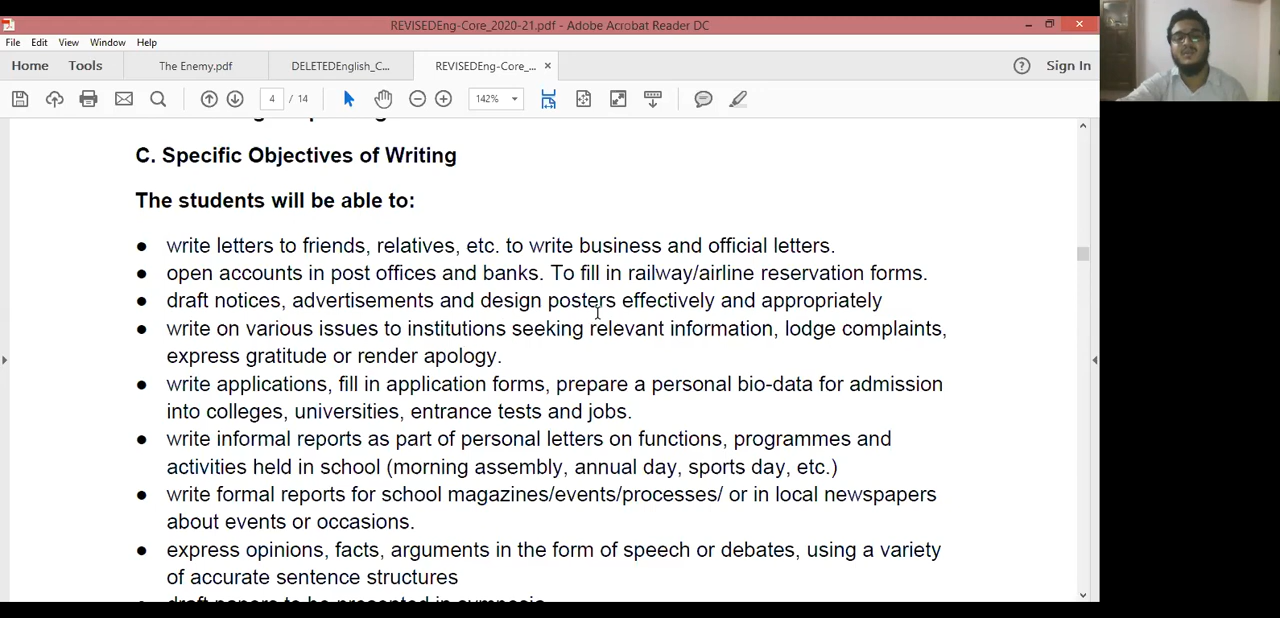 REVISEDEng-Core_2020-21.pdf - Adobe Acrobat Reader DC
File Edit View Window Help
Home Tools The Enemy.pdf DELETEDEnglish_C... REVISEDEng-Core_... × Sign In
4 / 14 142%
C. Specific Objectives of Writing
The students will be able to:
● write letters to friends, relatives, etc. to write business and official letters.
● open accounts in post offices and banks. To fill in railway/airline reservation forms.
● draft notices, advertisements and design posters effectively and appropriately
● write on various issues to institutions seeking relevant information, lodge complaints,
express gratitude or render apology.
● write applications, fill in application forms, prepare a personal bio-data for admission
into colleges, universities, entrance tests and jobs.
● write informal reports as part of personal letters on functions, programmes and
activities held in school (morning assembly, annual day, sports day, etc.)
● write formal reports for school magazines/events/processes/ or in local newspapers
about events or occasions.
● express opinions, facts, arguments in the form of speech or debates, using a variety
of accurate sentence structures
● draft papers to be presented in symposia